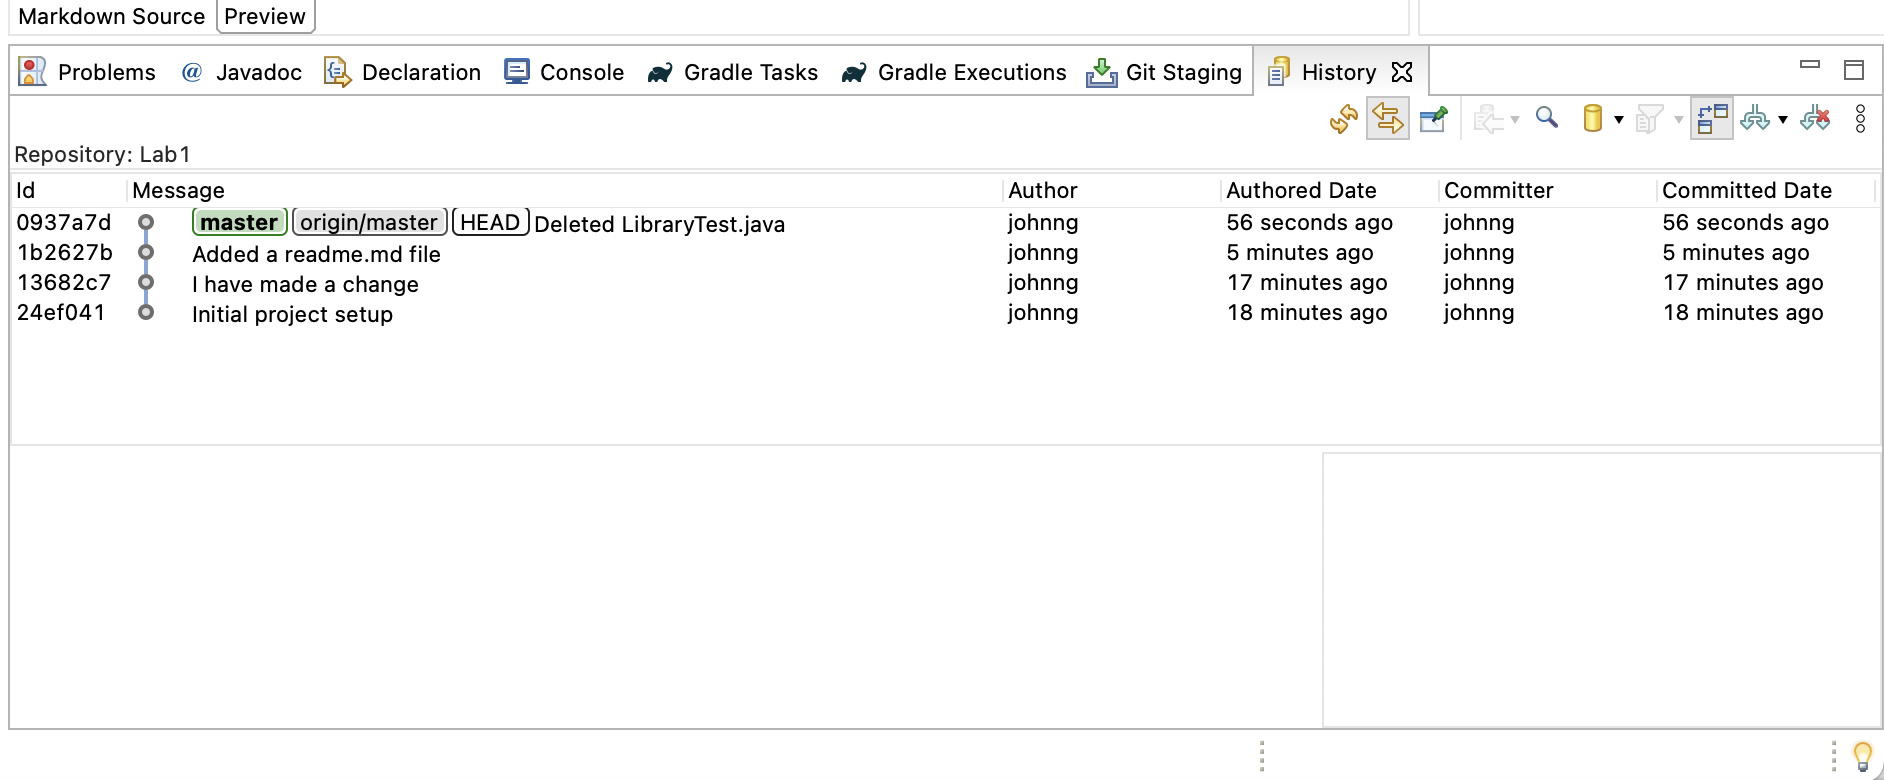 Markdown Source Preview
Problems @ Javadoc Declaration Console Gradle Tasks Gradle Executions Git Staging History
Repository: Lab1
Id Message Author Authored Date Committer Committed Date
0937a7d master origin/master HEAD Deleted LibraryTest.java johnng 56 seconds ago johnng 56 seconds ago
1b2627b Added a readme.md file johnng 5 minutes ago johnng 5 minutes ago
13682c7 I have made a change johnng 17 minutes ago johnng 17 minutes ago
24ef041 Initial project setup johnng 18 minutes ago johnng 18 minutes ago